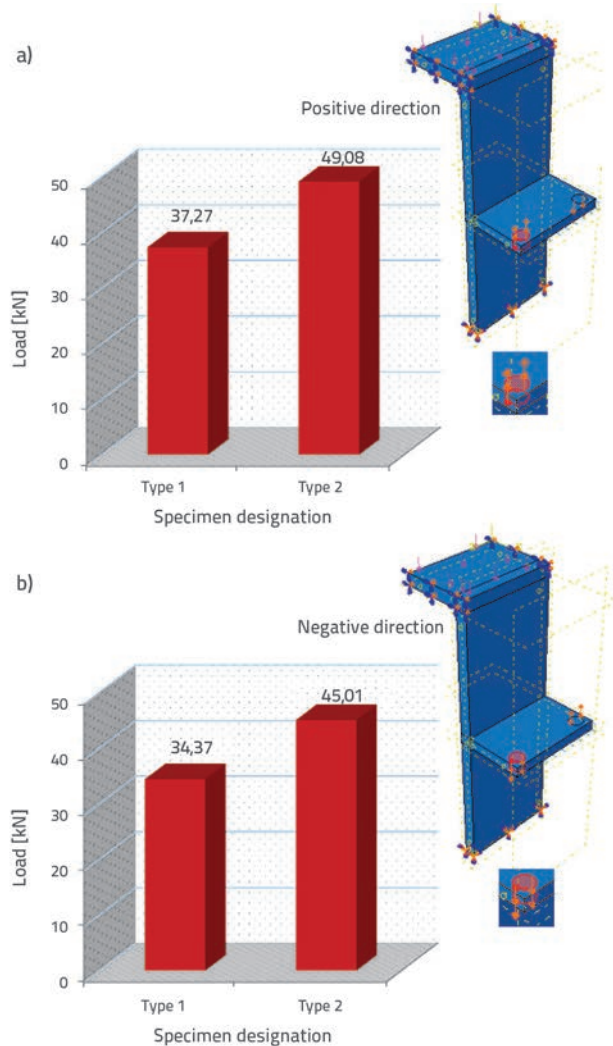 a)
Positive direction
49,08
37,27
50
40
30
20
10
0
Load [kN]
Type 1
Type 2
Specimen designation
b)
Negative direction
45,01
34,37
50
40
30
20
10
0
Load [kN]
Type 1
Type 2
Specimen designation